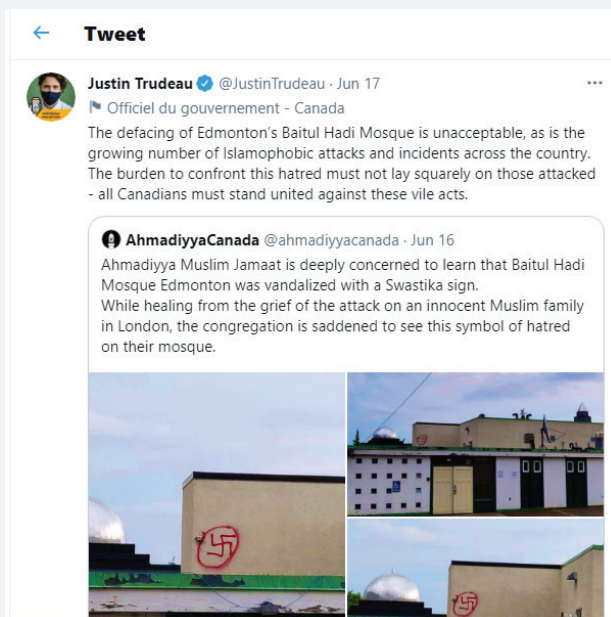 Tweet
Justin Trudeau @JustinTrudeau · Jun 17
Officiel du gouvernement - Canada
The defacing of Edmonton's Baitul Hadi Mosque is unacceptable, as is the
growing number of Islamophobic attacks and incidents across the country.
The burden to confront this hatred must not lay squarely on those attacked
- all Canadians must stand united against these vile acts.
AhmadiyyaCanada @ahmadiyyacanada · Jun 16
Ahmadiyya Muslim Jamaat is deeply concerned to learn that Baitul Hadi
Mosque Edmonton was vandalized with a Swastika sign.
While healing from the grief of the attack on an innocent Muslim family
in London, the congregation is saddened to see this symbol of hatred
on their mosque.